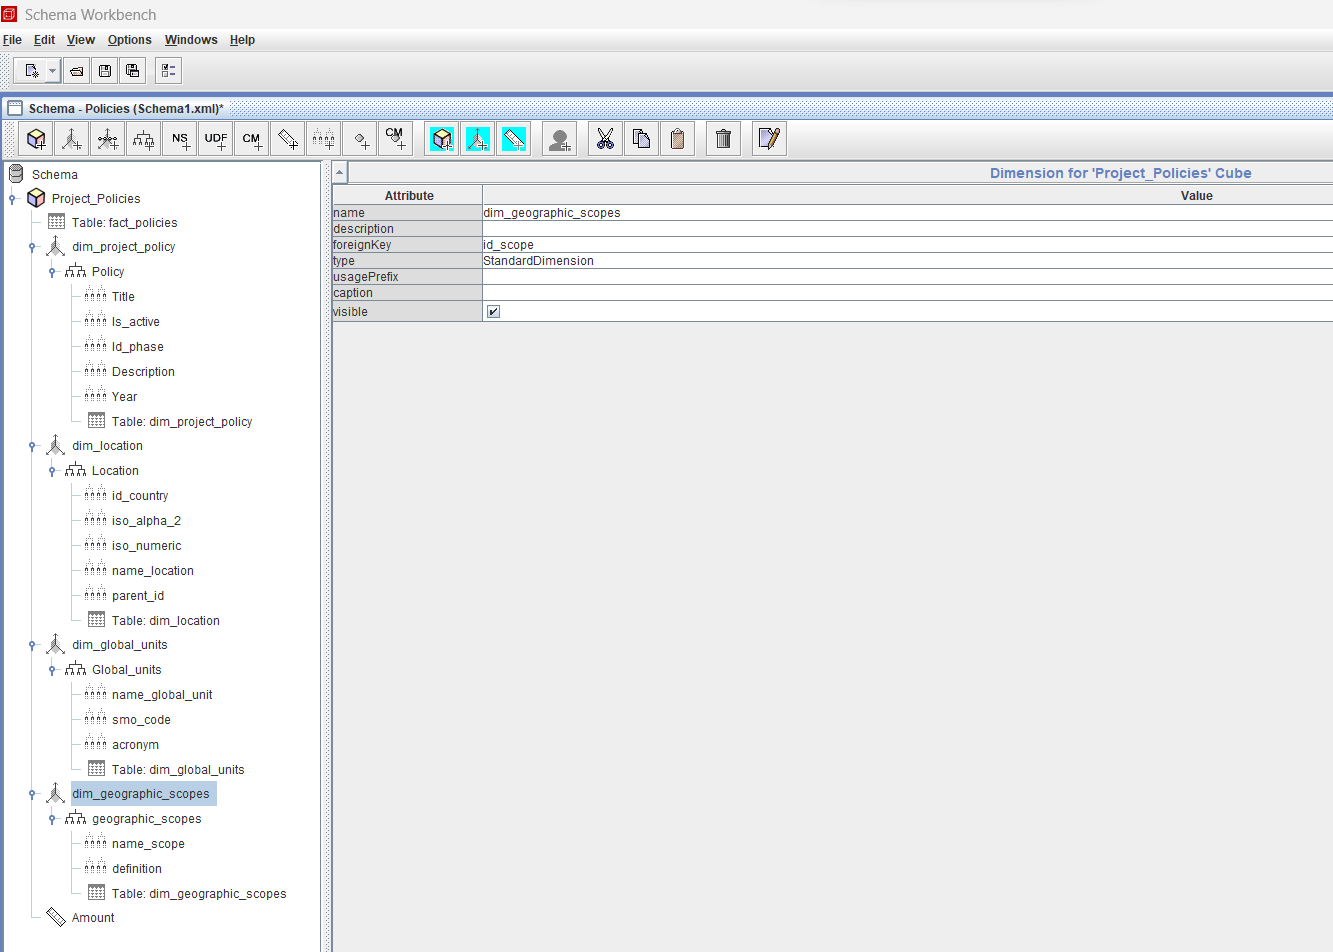 Schema Workbench
File Edit View Options Windows Help
Schema - Policies (Schema1.xml)*
NS UDF CM CM
Schema
Project_Policies
Table: fact_policies
dim_project_policy
Policy
Title
Is_active
Id_phase
Description
Year
Table: dim_project_policy
dim_location
Location
id_country
iso_alpha_2
iso_numeric
name_location
parent_id
Table: dim_location
dim_global_units
Global_units
name_global_unit
smo_code
acronym
Table: dim_global_units
dim_geographic_scopes
geographic_scopes
name_scope
definition
Table: dim_geographic_scopes
Amount
Dimension for 'Project_Policies' Cube
Attribute Value
name dim_geographic_scopes
description
foreignKey id_scope
type StandardDimension
usagePrefix
caption
visible